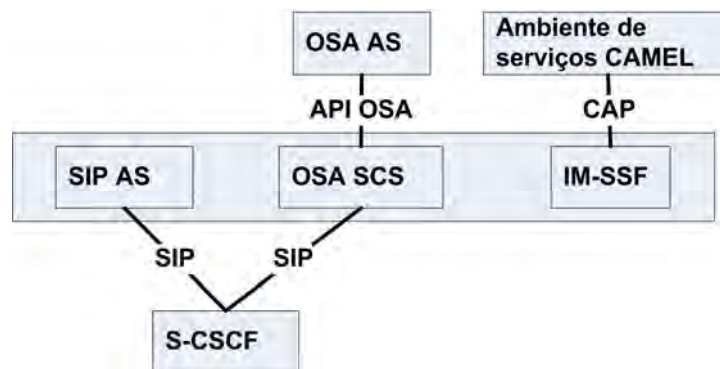 OSA AS
Ambiente de
serviços CAMEL
API OSA
CAP
SIP AS
OSA SCS
IM-SSF
SIP
SIP
S-CSCF